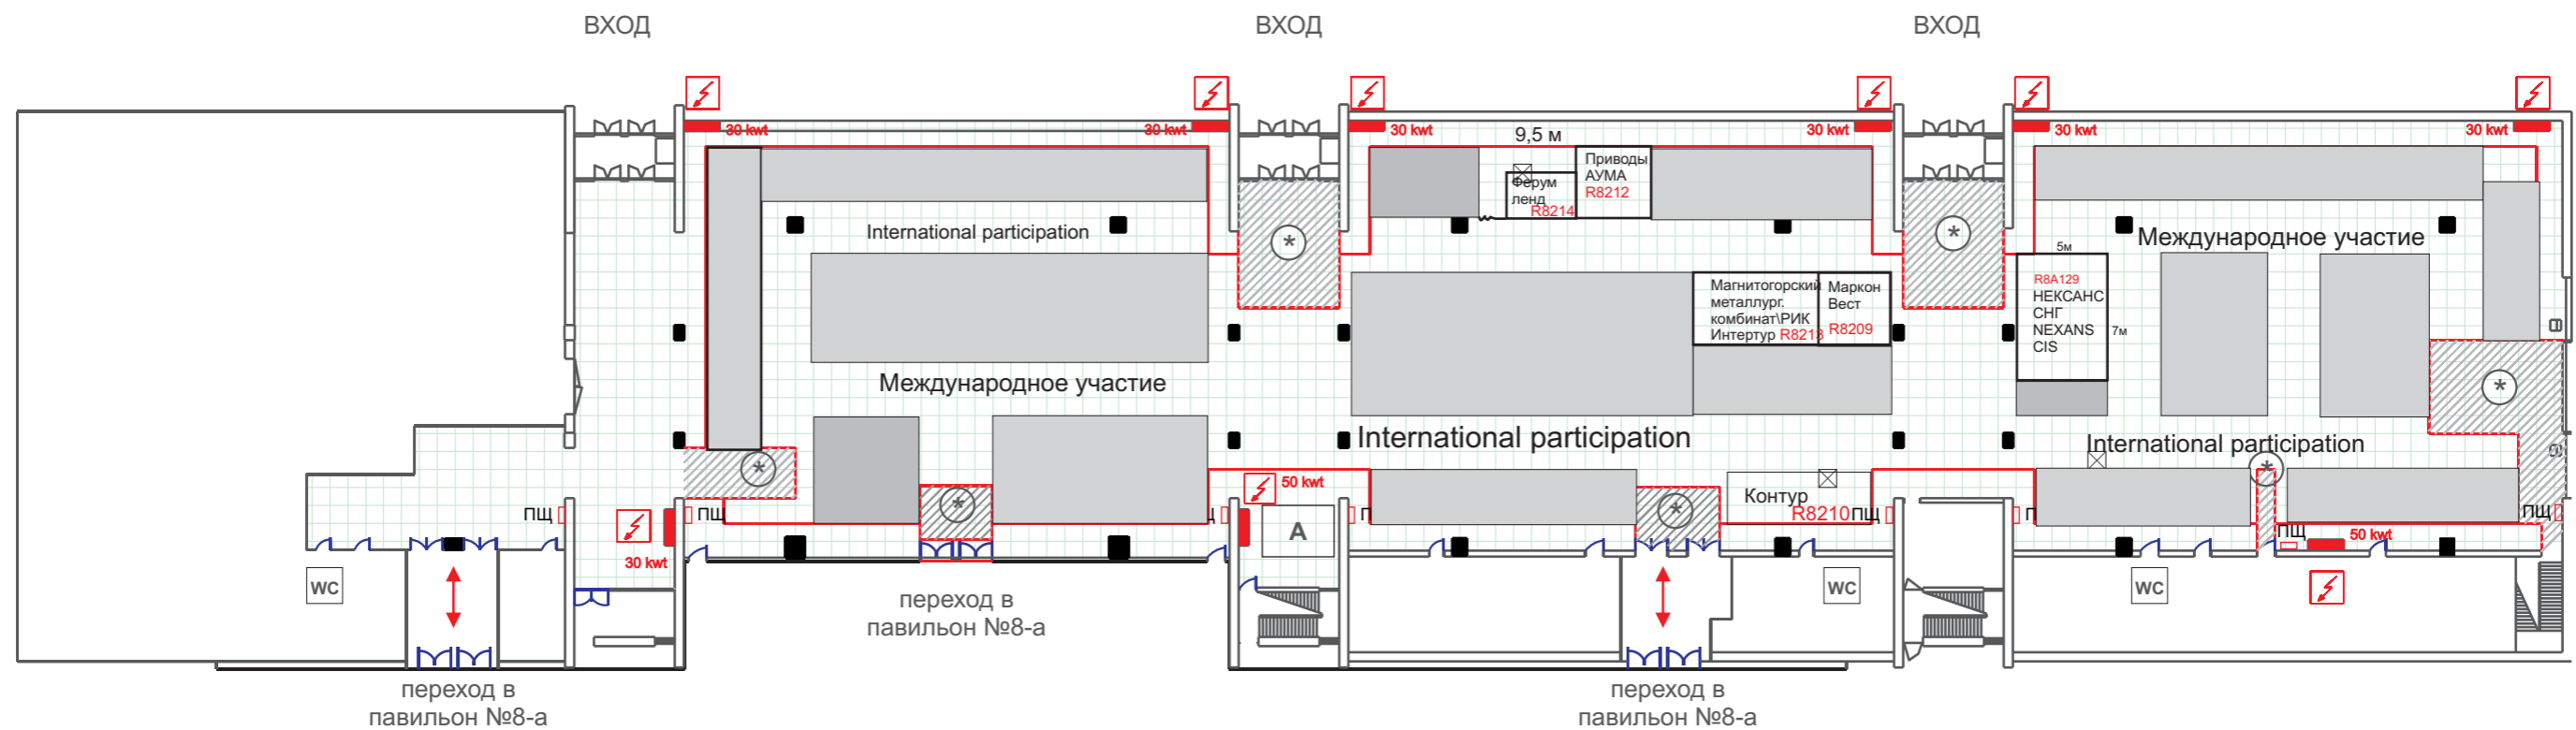 ВХОД
ВХОД
ВХОД
30 kwt
30 kwt
30 kwt
9,5 м
30 kwt
30 kwt
30 kwt
Приводы
АУМА
R8212
Ферум
ленд
R8214
International participation
*
*
Международное участие
5м
R8A129
НЕКСАНС
СНГ
NEXANS
CIS
7м
Магнитогорский
металлург.
комбинат\РИК
Интертур R8213
Маркон
Вест
R8209
Международное участие
*
International participation
International participation
*
*
*
*
50 kwt
Контур
R8210
ПЩ
ПЩ
ПЩ
ПЩ
ПЩ
A
30 kwt
50 kwt
WC
WC
WC
переход в
павильон №8-а
переход в
павильон №8-а
переход в
павильон №8-а